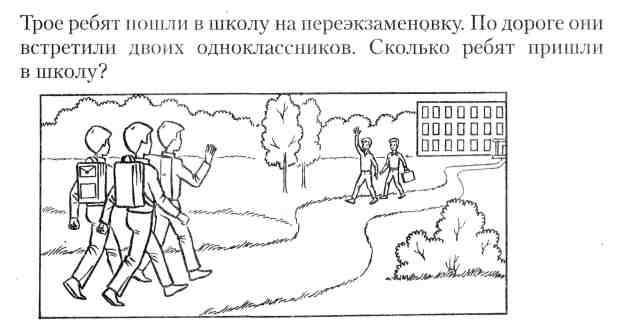 Трое ребят пошли в школу на переэкзаменовку. По дороге они
встретили двоих одноклассников. Сколько ребят пришли
в школу?